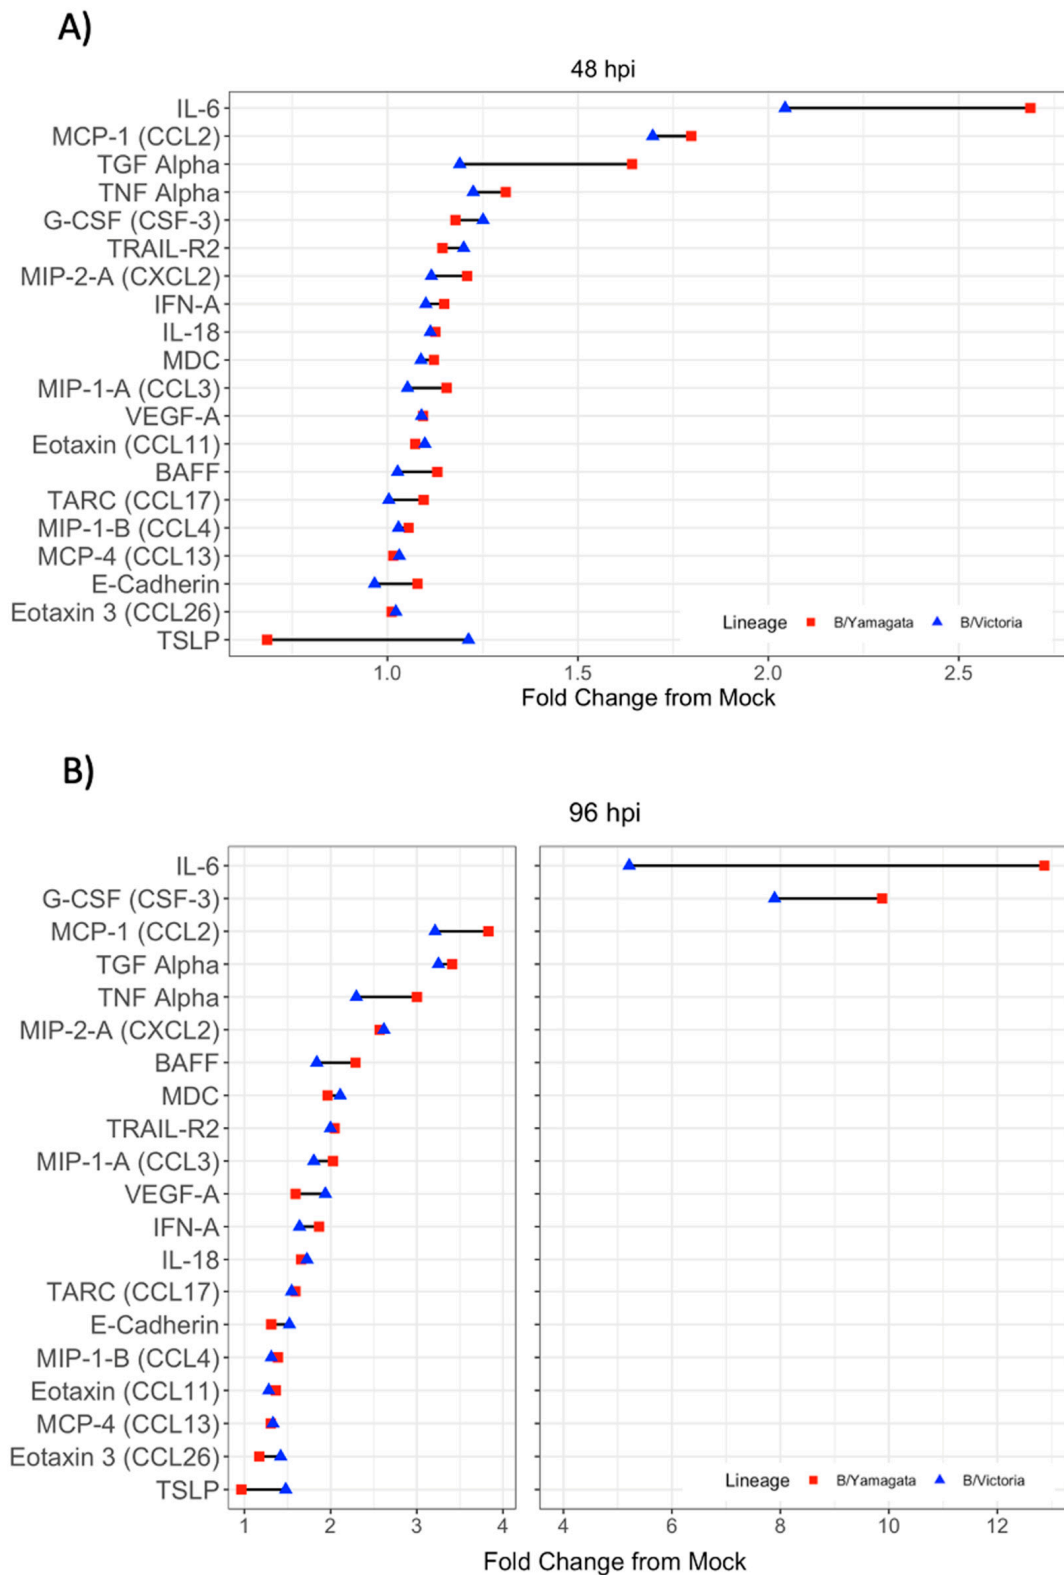 A)
48 hpi
IL-6
MCP-1 (CCL2)
TGF Alpha
TNF Alpha
G-CSF (CSF-3)
TRAIL-R2
MIP-2-A (CXCL2)
IFN-A
IL-18
MDC
MIP-1-A (CCL3)
VEGF-A
Eotaxin (CCL11)
BAFF
TARC (CCL17)
MIP-1-B (CCL4)
MCP-4 (CCL13)
E-Cadherin
Eotaxin 3 (CCL26)
TSLP
Lineage B/Yamagata B/Victoria
1.0 1.5 2.0 2.5
Fold Change from Mock
B)
96 hpi
IL-6
G-CSF (CSF-3)
MCP-1 (CCL2)
TGF Alpha
TNF Alpha
MIP-2-A (CXCL2)
BAFF
MDC
TRAIL-R2
MIP-1-A (CCL3)
VEGF-A
IFN-A
IL-18
TARC (CCL17)
E-Cadherin
MIP-1-B (CCL4)
Eotaxin (CCL11)
MCP-4 (CCL13)
Eotaxin 3 (CCL26)
TSLP
Lineage B/Yamagata B/Victoria
1 2 3 4 4 6 8 10 12
Fold Change from Mock